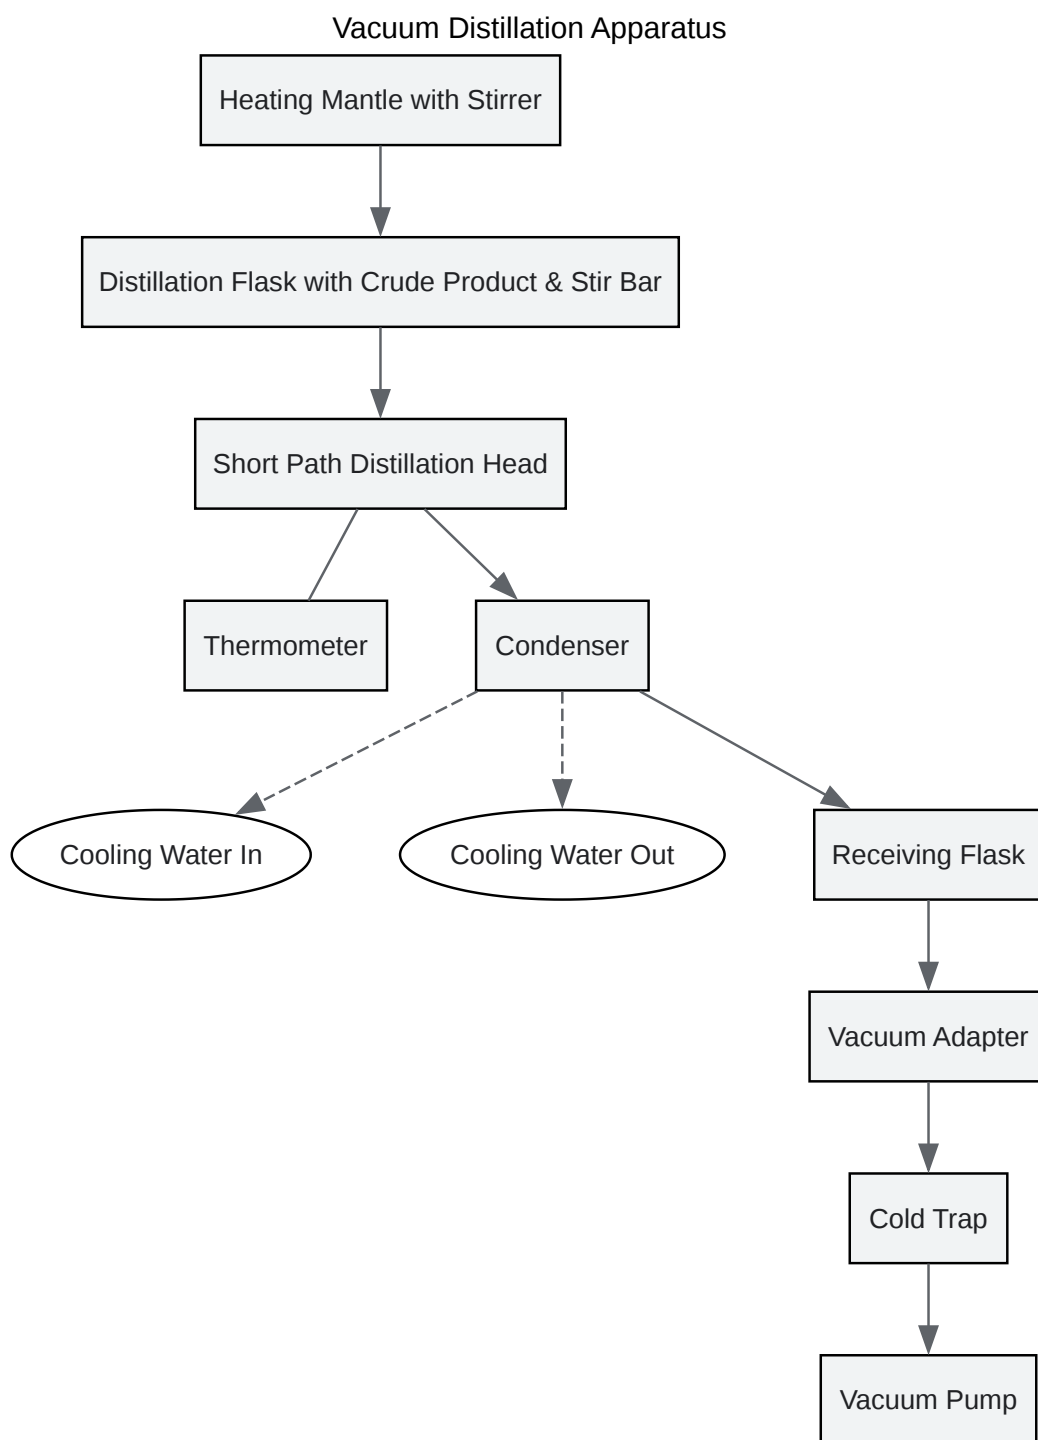 Vacuum Distillation Apparatus
Heating Mantle with Stirrer
Distillation Flask with Crude Product & Stir Bar
Short Path Distillation Head
Thermometer
Condenser
Cooling Water In
Cooling Water Out
Receiving Flask
Vacuum Adapter
Cold Trap
Vacuum Pump